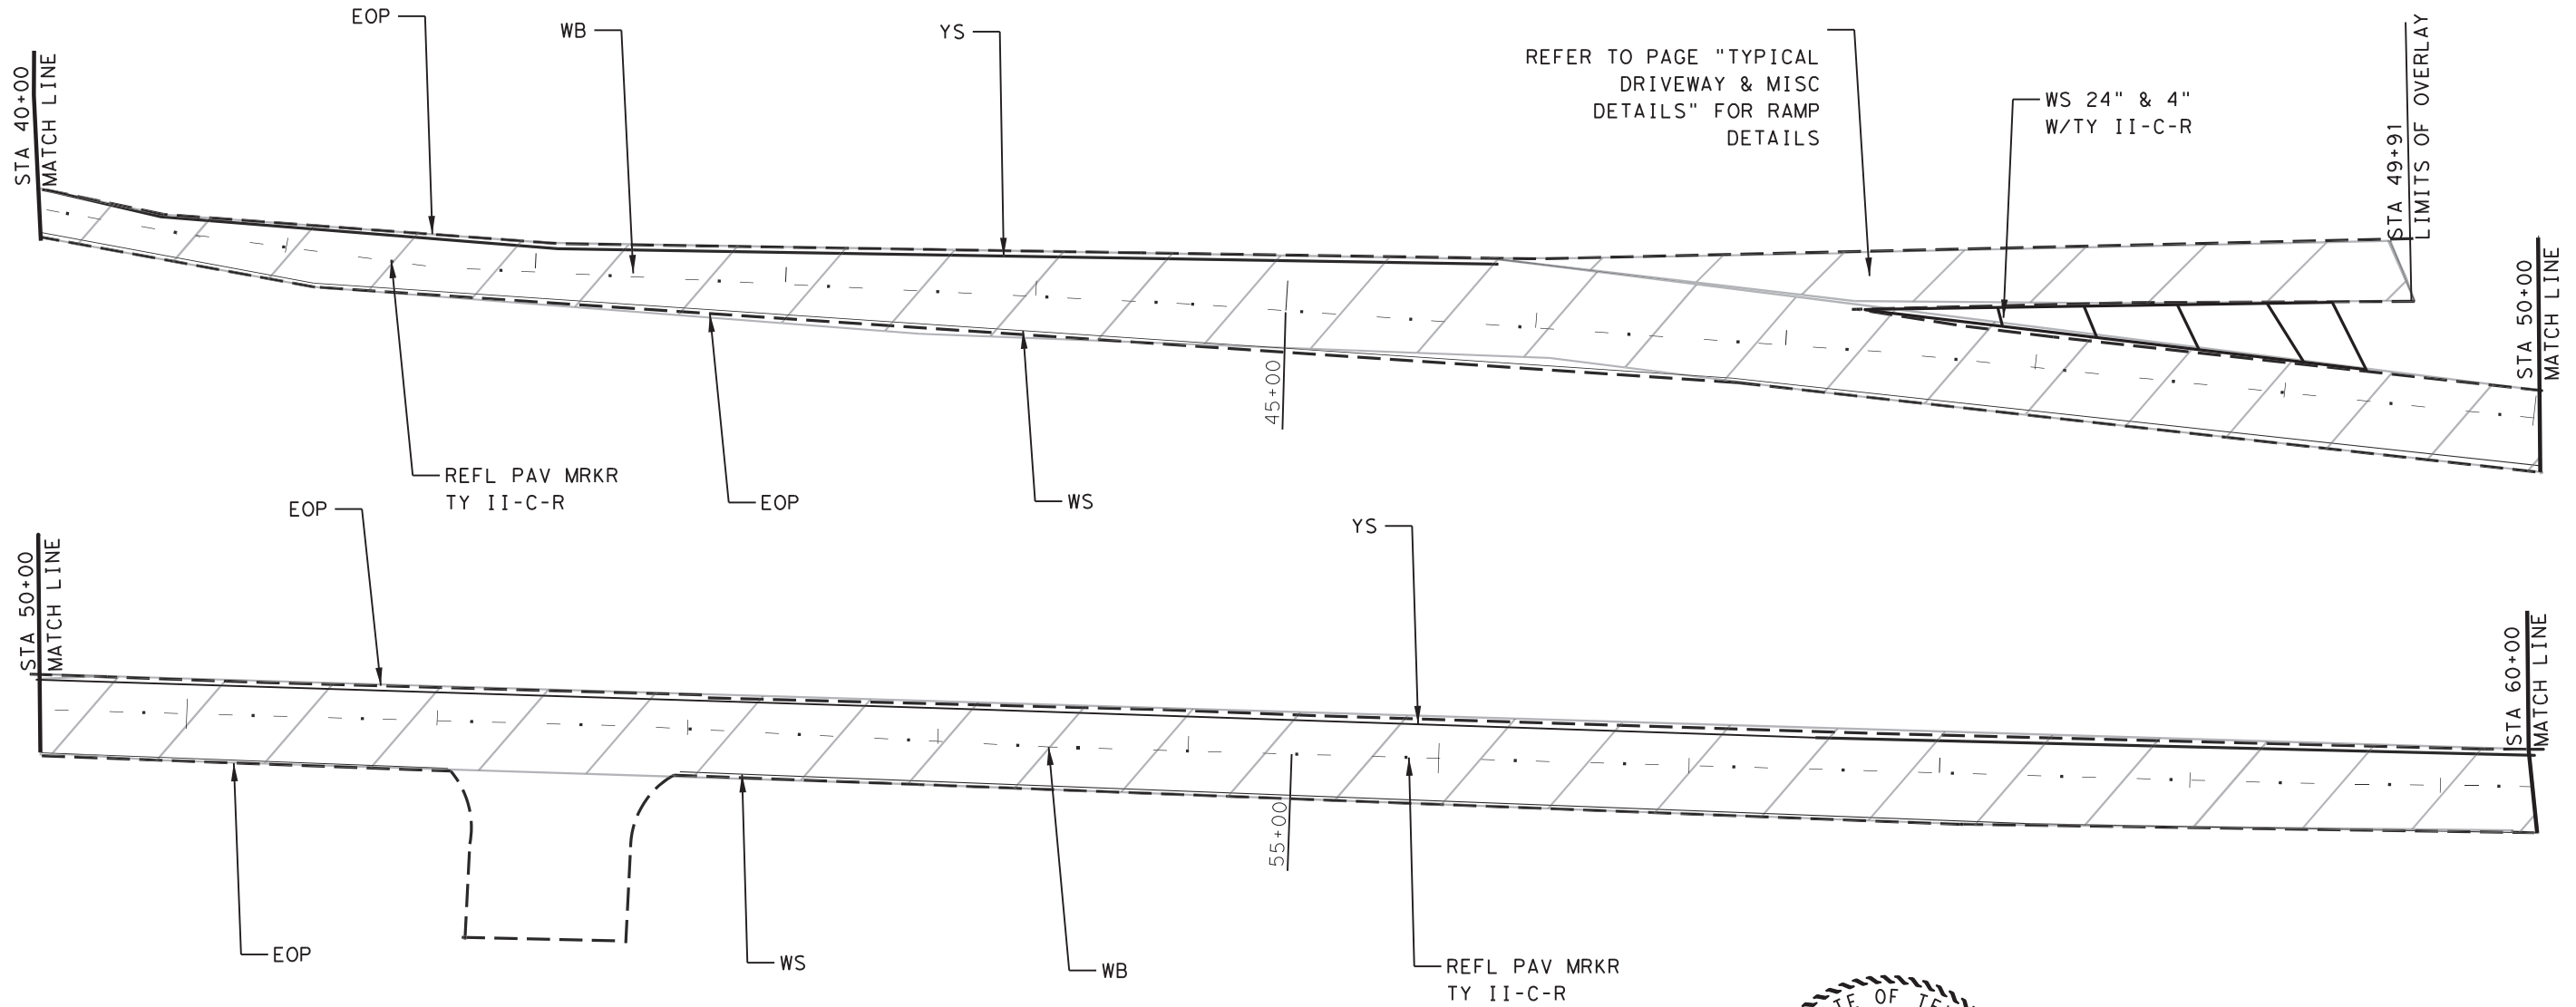 EOP
WB
YS
REFER TO PAGE "TYPICAL
DRIVEWAY & MISC
DETAILS" FOR RAMP
DETAILS
WS 24" & 4"
W/TY II-C-R
STA 49+91
LIMITS OF OVERLAY
STA 40+00
MATCH LINE
STA 50+00
MATCH LINE
45+00
REFL PAV MRKR
TY II-C-R
EOP
WS
EOP
YS
STA 50+00
MATCH LINE
STA 60+00
MATCH LINE
55+00
EOP
WS
WB
REFL PAV MRKR
TY II-C-R
OF